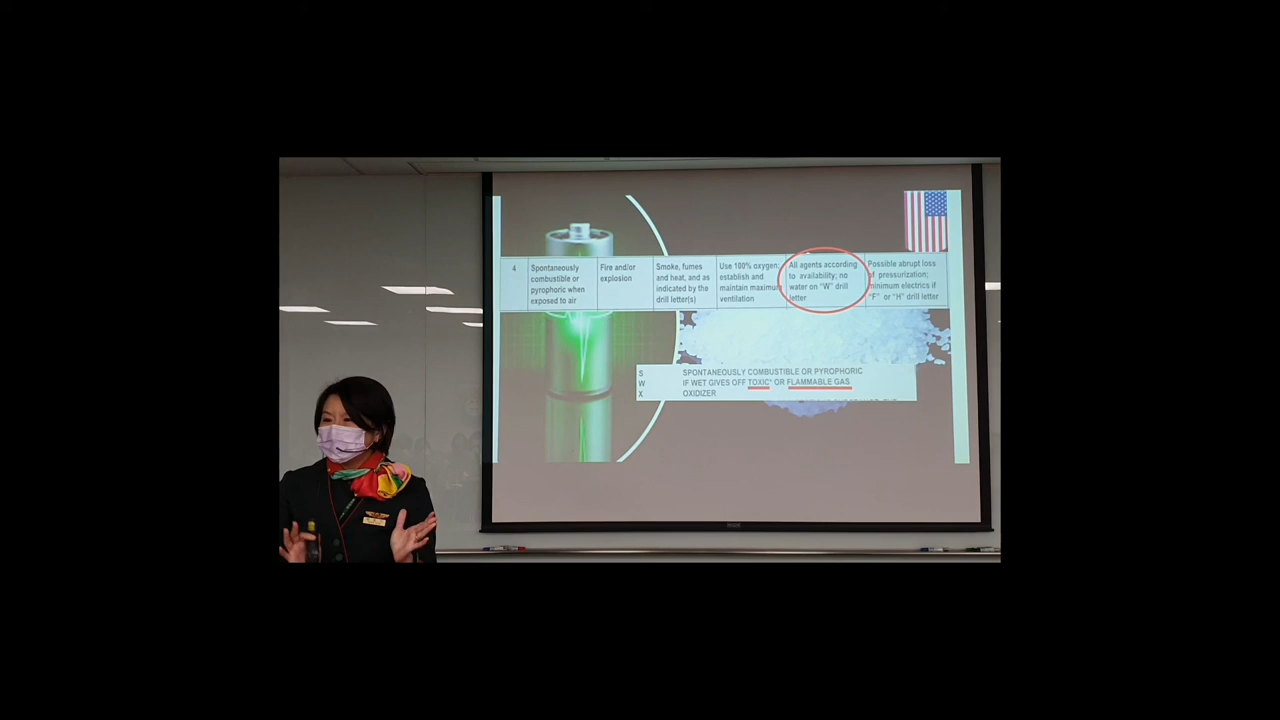 4
Spontaneously
combustible or
pyrophoric when
exposed to air
Fire and/or
explosion
Smoke, fumes
and heat, and as
indicated by the
drill letter(s)
Use 100% oxygen;
establish and
maintain maximum
ventilation
All agents according
to availability; no
water on "W" drill
letter
Possible abrupt loss
of pressurization;
minimum electrics if
"F" or "H" drill letter
S SPONTANEOUSLY COMBUSTIBLE OR PYROPHORIC
W IF WET GIVES OFF TOXIC* OR FLAMMABLE GAS
X OXIDIZER